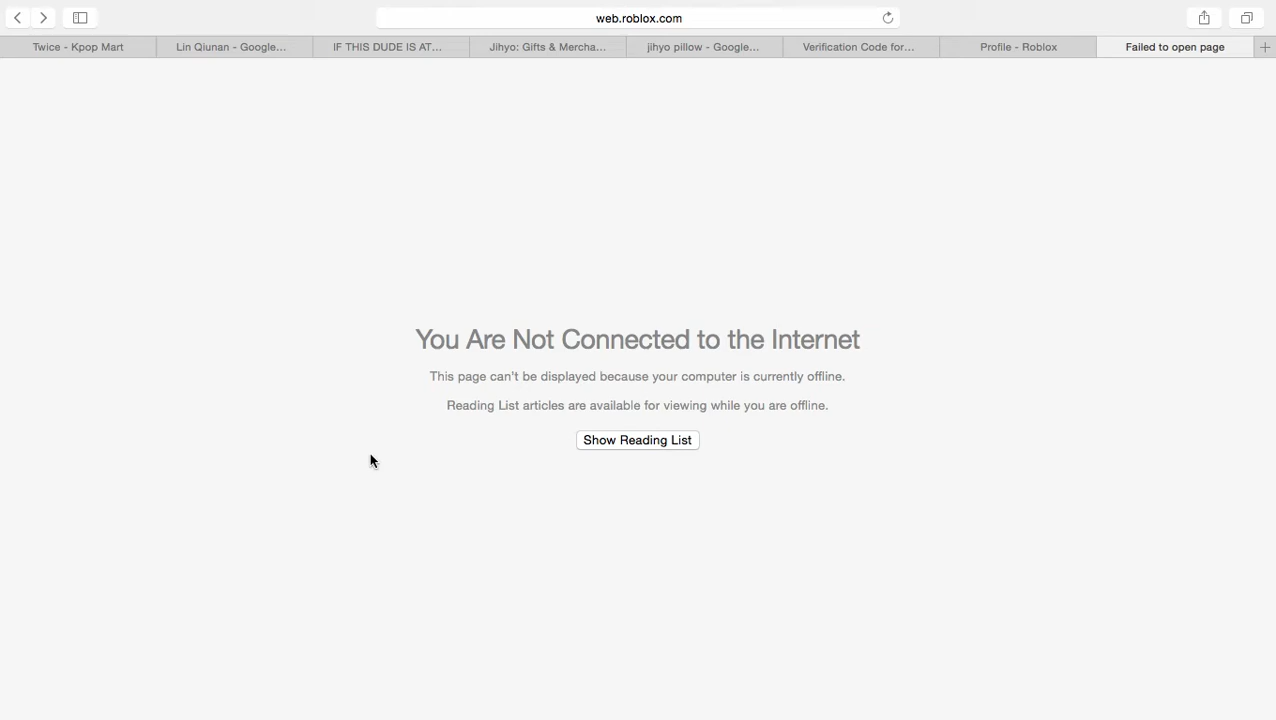 web.roblox.com
Twice - Kpop Mart
Lin Qiunan - Google...
IF THIS DUDE IS AT...
Jihyo: Gifts & Mercha...
jihyo pillow - Google...
Verification Code for...
Profile - Roblox
Failed to open page
You Are Not Connected to the Internet
This page can't be displayed because your computer is currently offline.
Reading List articles are available for viewing while you are offline.
Show Reading List